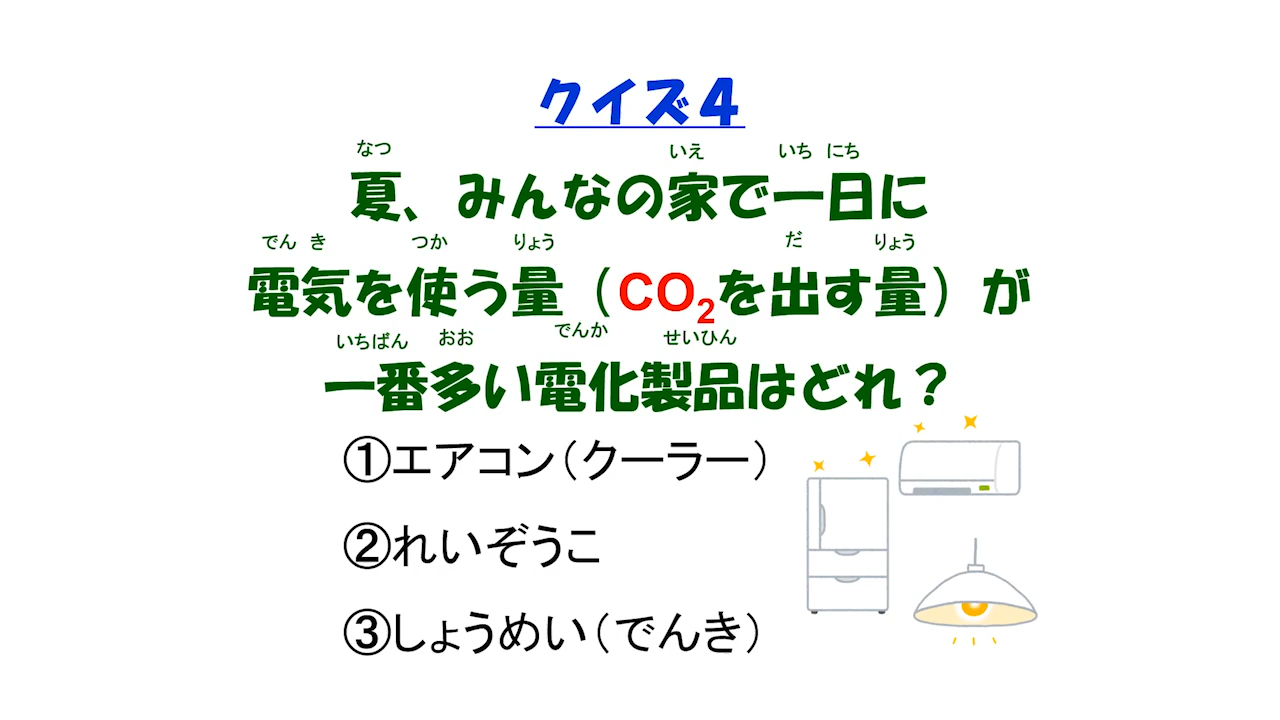 クイズ4
なつ いえ いち にち
夏、みんなの家で一日に
でん き つか りょう だ りょう
電気を使う量(CO2を出す量)が
いちばん おお でんか せいひん
一番多い電化製品はどれ?
①エアコン(クーラー)
②れいぞうこ
③しょうめい(でんき)